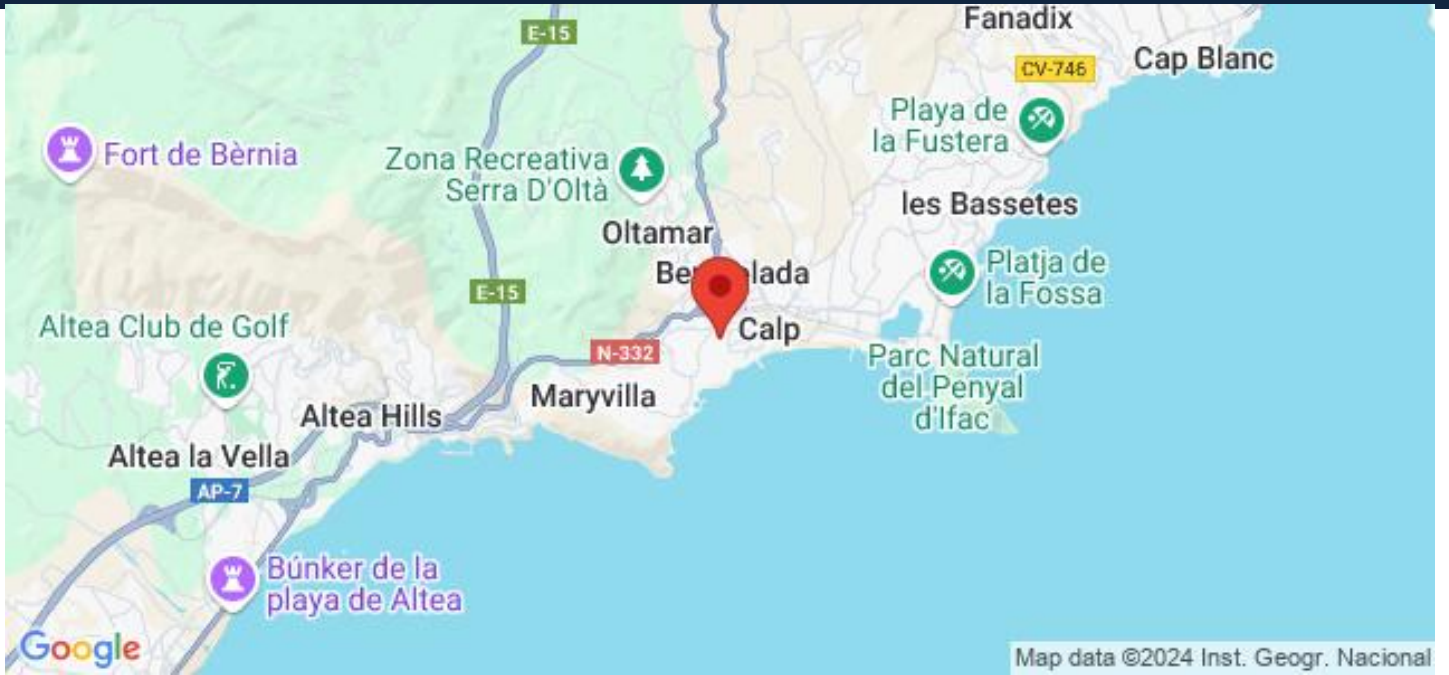 Fanadix
E-15
CV-746
Cap Blanc
Playa de
la Fustera
Fort de Bèrnia
Zona Recreativa
Serra D'Oltà
les Bassetes
Oltamar
Platja de
la Fossa
E-15
Altea Club de Golf
Calp
N-332
Parc Natural
del Penyal
d'Ifac
Maryvilla
Altea Hills
Altea la Vella
AP-7
Búnker de la
playa de Altea
Google
Map data ©2024 Inst. Geogr. Nacional